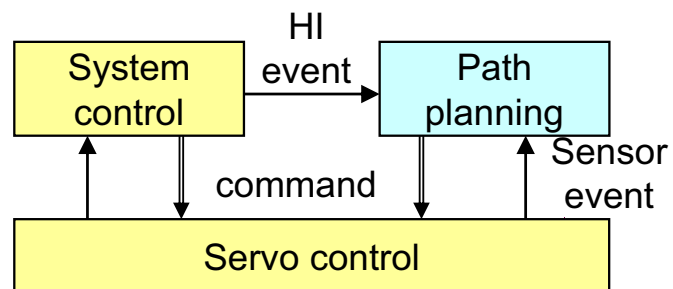 HI
event
System
control
Path
planning
Sensor
event
command
Servo control